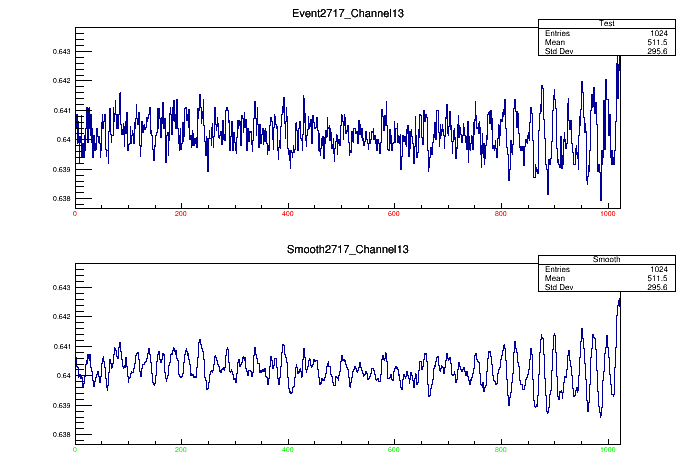 Event2717_Channel13
Test
Entries 1024
Mean 511.5
Std Dev 295.6
0.643
0.642
0.641
0.64
0.639
0.638
0 200 400 600 800 1000
Smooth2717_Channel13
Smooth
Entries 1024
Mean 511.5
Std Dev 295.6
0.643
0.642
0.641
0.64
0.639
0.638
0 200 400 600 800 1000